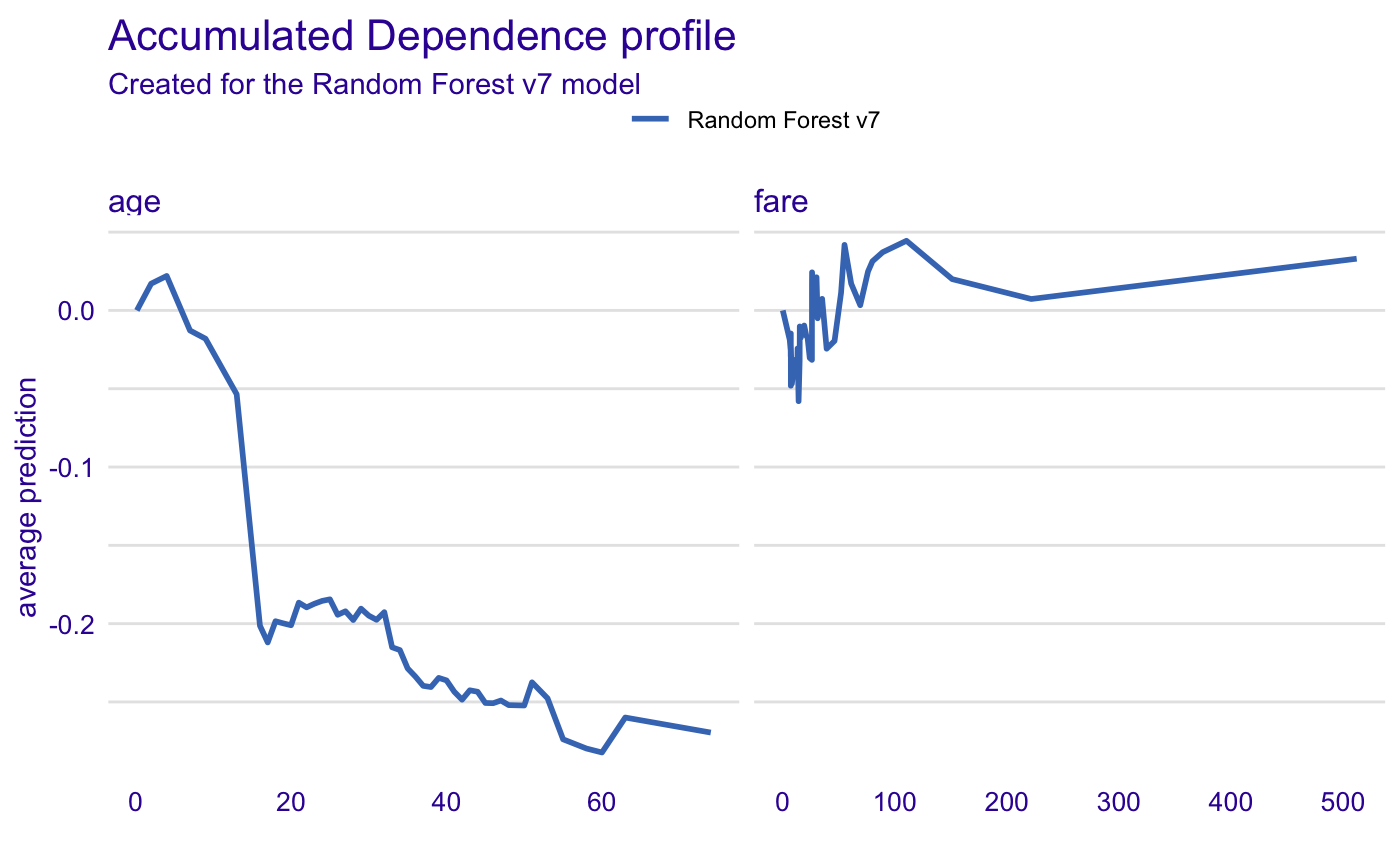 Accumulated Dependence profile
Created for the Random Forest v7 model
Random Forest v7
age
fare
average prediction
0.0
-0.1
-0.2
0 20 40 60
0 100 200 300 400 500